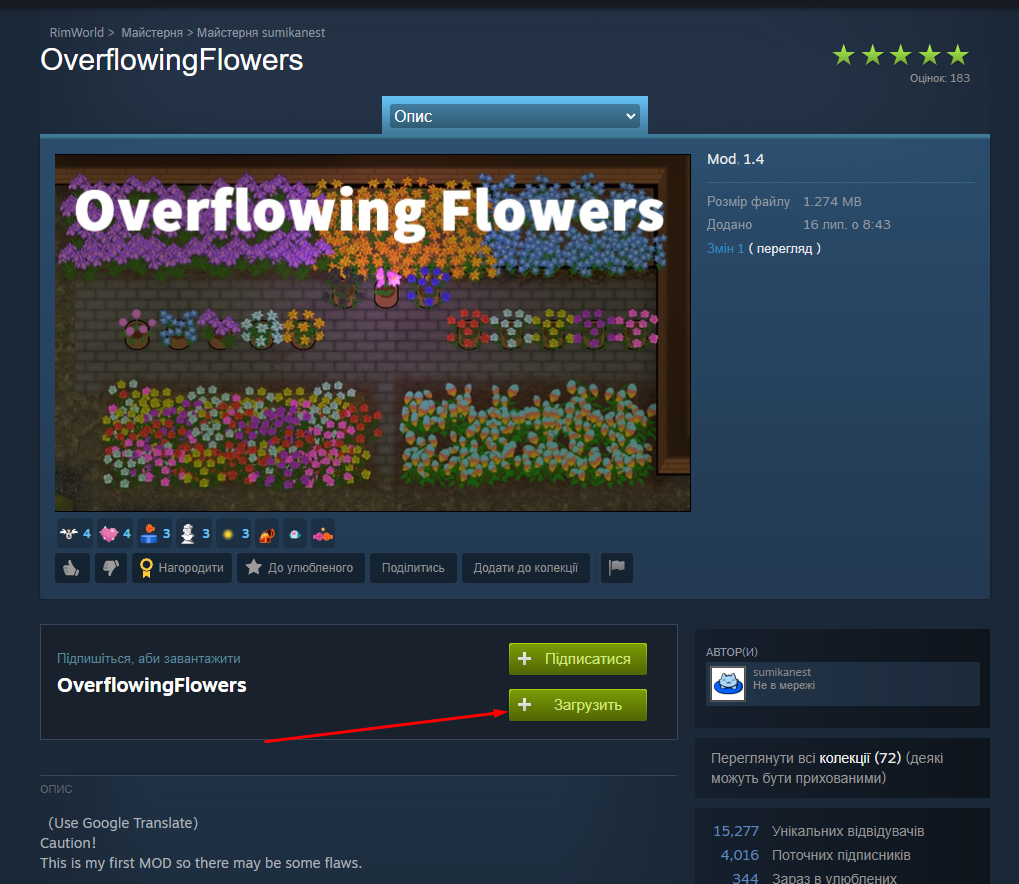 RimWorld > Майстерня > Майстерня sumikanest
OverflowingFlowers
Оцінок: 183
Опис
Overflowing Flowers
Mod. 1.4
Розмір файлу 1.274 MB
Додано 16 лип. о 8:43
Змін 1 ( перегляд )
4 4 3 3 3
Нагородити
До улюбленого
Поділитись
Додати до колекції
Підпишіться, аби завантажити
OverflowingFlowers
Підписатися
Загрузить
АВТОР(И)
sumikanest
Не в мережі
Переглянути всі колекції (72) (деякі
можуть бути прихованими)
15,277 Унікальних відвідувачів
4,016 Поточних підписників
344 Зараз в улюблених
ОПИС
(Use Google Translate)
Caution!
This is my first MOD so there may be some flaws.